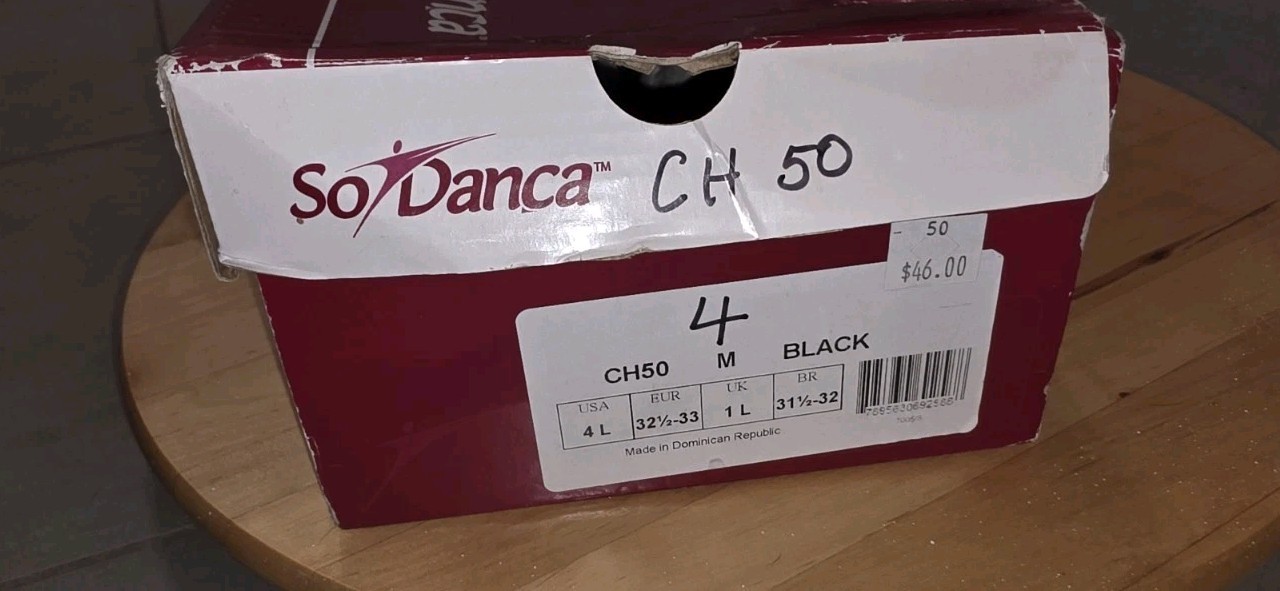 SoDanca™ CH 50
- 50
$46.00
4
CH50 M BLACK
USA EUR UK BR
4 L 32½-33 1 L 31½-32
Made in Dominican Republic